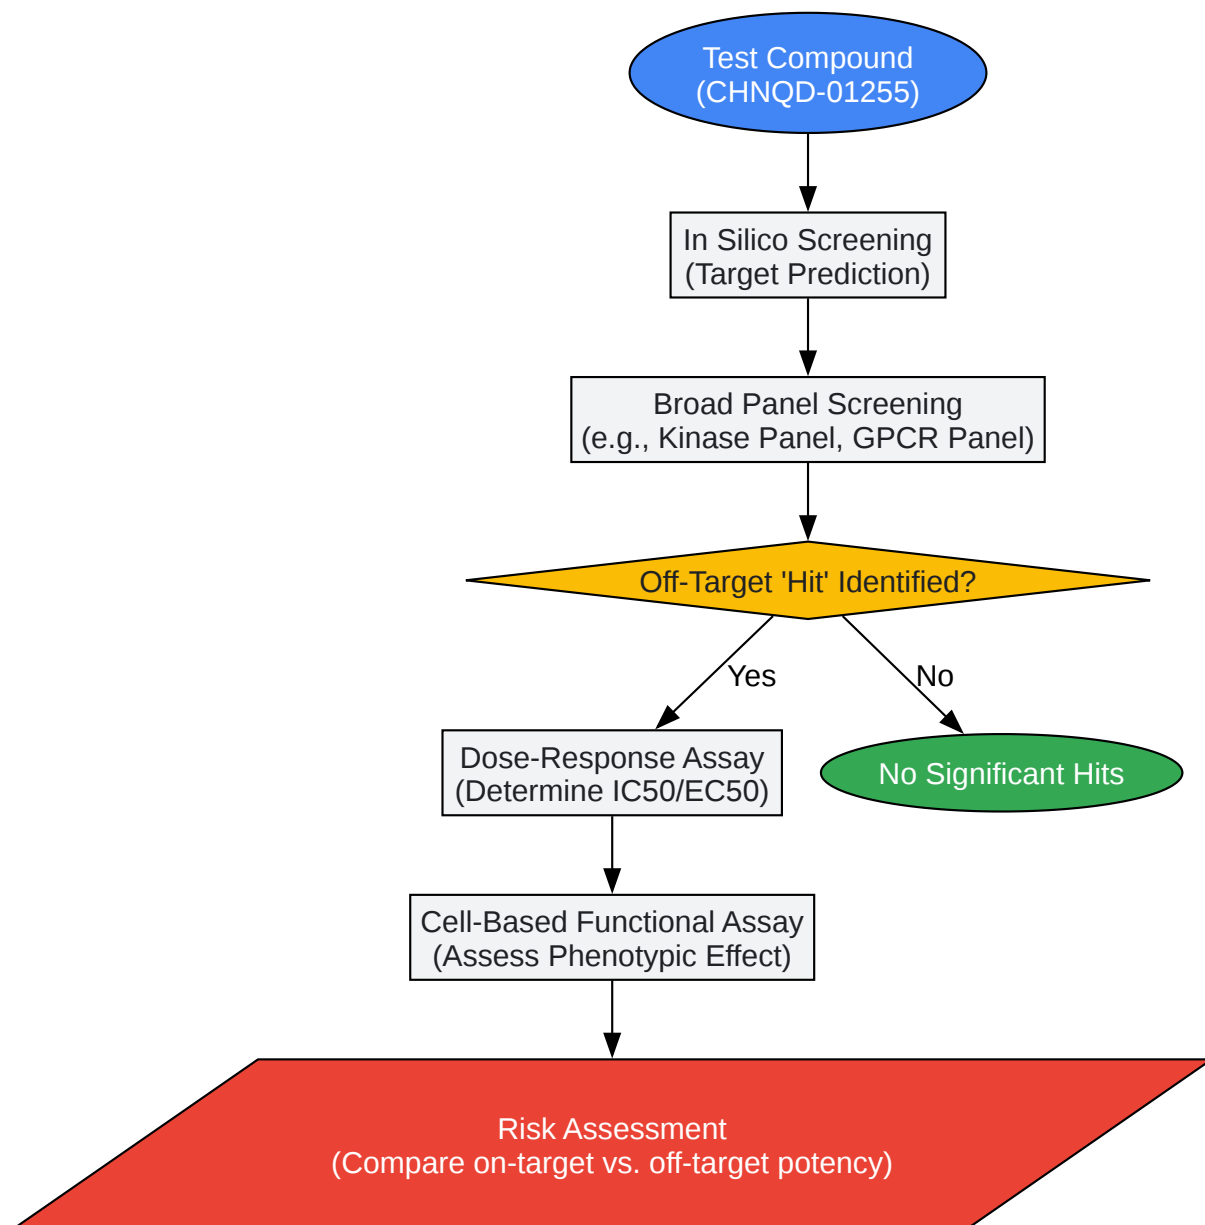 Test Compound
(CHNQD-01255)
In Silico Screening
(Target Prediction)
Broad Panel Screening
(e.g., Kinase Panel, GPCR Panel)
Off-Target 'Hit' Identified?
Yes
No
Dose-Response Assay
(Determine IC50/EC50)
No Significant Hits
Cell-Based Functional Assay
(Assess Phenotypic Effect)
Risk Assessment
(Compare on-target vs. off-target potency)